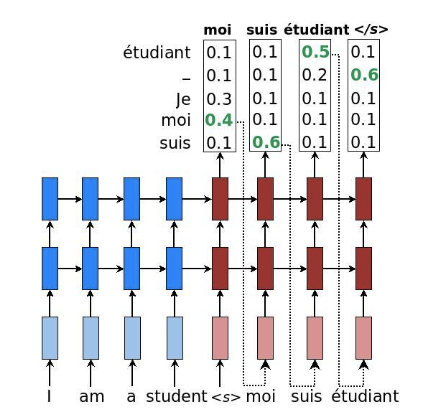 moi suis étudiant </s>
étudiant 0.1 0.1 0.5 0.1
– 0.1 0.1 0.2 0.6
Je 0.3 0.1 0.1 0.1
moi 0.4 0.1 0.1 0.1
suis 0.1 0.6 0.1 0.1
I am a student <s> moi suis étudiant